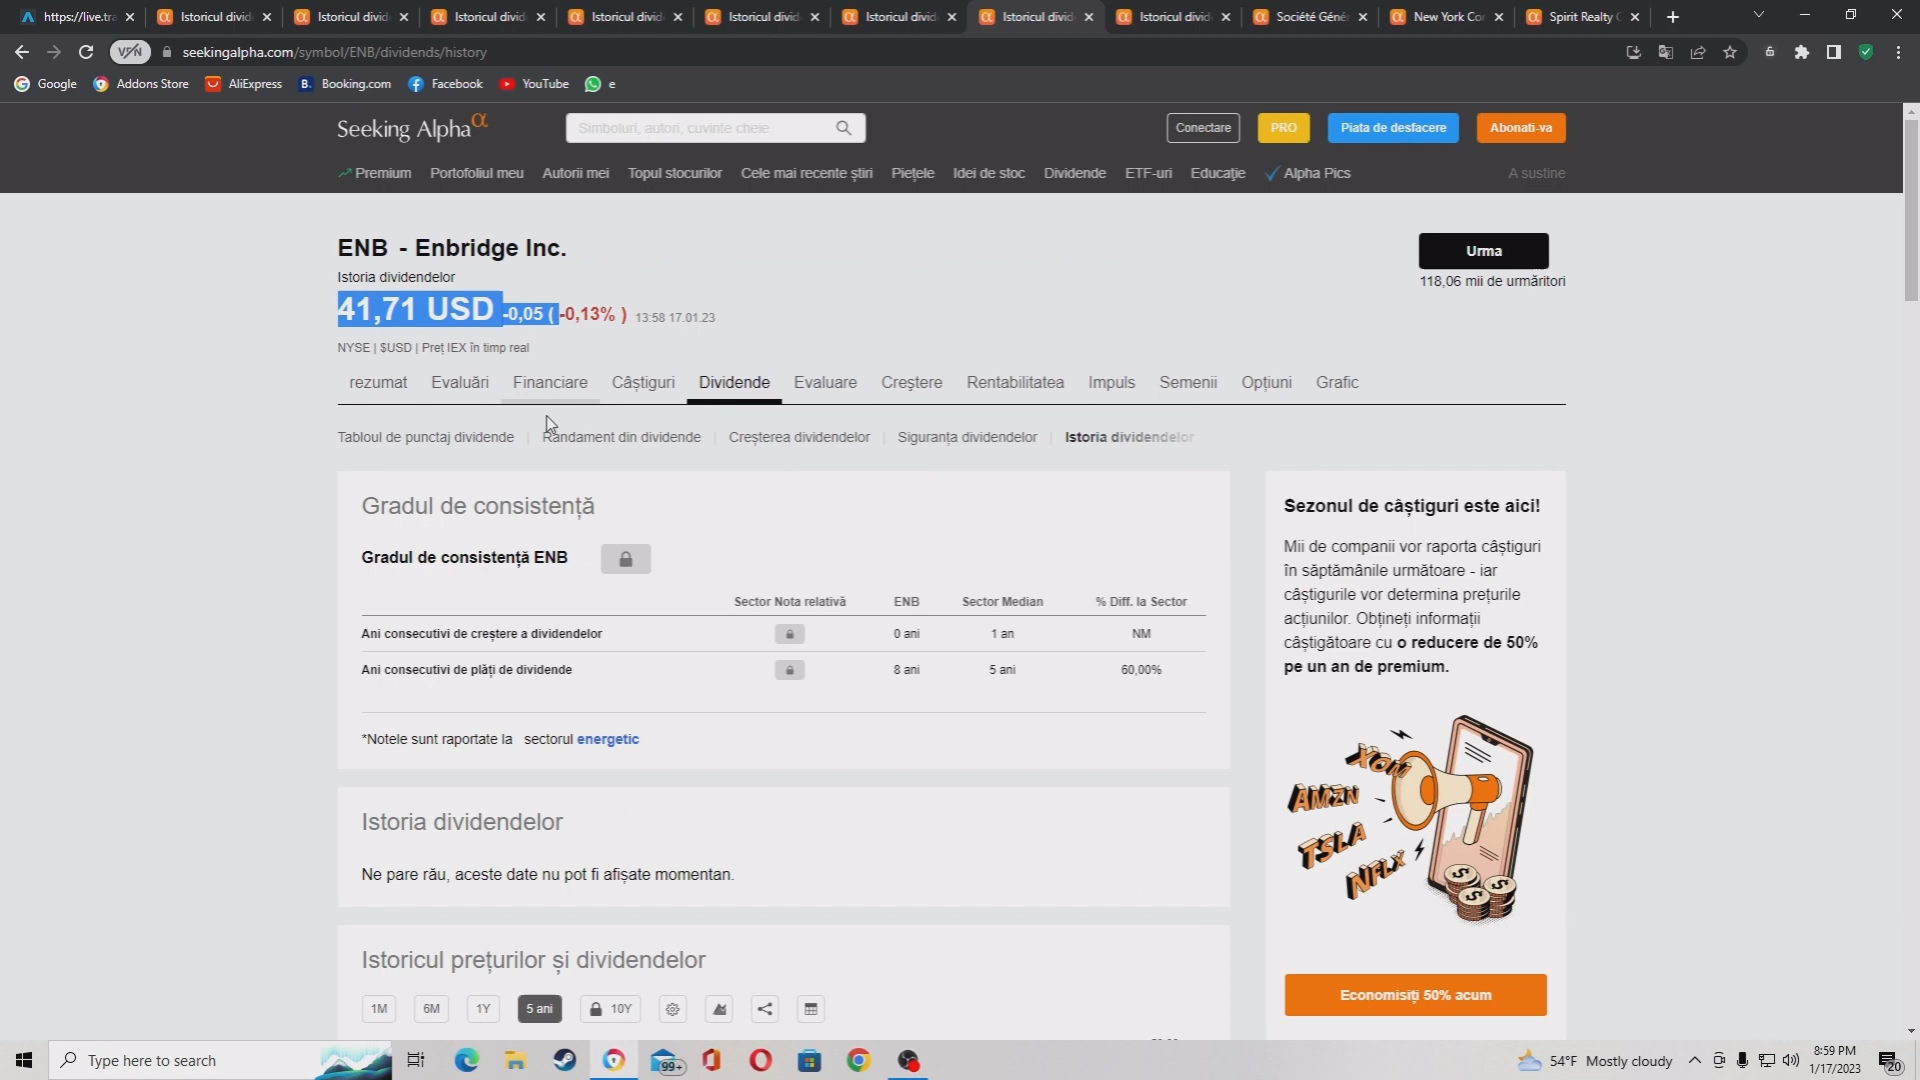 https://live.tra
Istoricul divid
Istoricul divid
Istoricul divid
Istoricul divid
Istoricul divid
Istoricul divid
Istoricul divid
Istoricul divid
Société Géné
New York Co
Spirit Realty C
VPN
seekingalpha.com/symbol/ENB/dividends/history
Google
Addons Store
AliExpress
Booking.com
Facebook
YouTube
e
Seeking Alpha α
Simboluri, autori, cuvinte cheie
Conectare
PRO
Piata de desfacere
Abonati-va
Premium
Portofoliul meu
Autorii mei
Topul stocurilor
Cele mai recente știri
Piețele
Idei de stoc
Dividende
ETF-uri
Educaţie
Alpha Pics
A sustine
ENB - Enbridge Inc.
Istoria dividendelor
41,71 USD -0,05 ( -0,13% ) 13:58 17.01.23
NYSE | $USD | Preț IEX în timp real
Urma
118,06 mii de urmăritori
rezumat
Evaluări
Financiare
Câștiguri
Dividende
Evaluare
Creştere
Rentabilitatea
Impuls
Semenii
Opțiuni
Grafic
Tabloul de punctaj dividende
Randament din dividende
Creșterea dividendelor
Siguranța dividendelor
Istoria dividendelor
Gradul de consistență
Gradul de consistență ENB
Sector Nota relativă ENB Sector Median % Diff. la Sector
Ani consecutivi de creștere a dividendelor 0 ani 1 an NM
Ani consecutivi de plăți de dividende 8 ani 5 ani 60,00%
*Notele sunt raportate la sectorul energetic
Istoria dividendelor
Ne pare rău, aceste date nu pot fi afișate momentan.
Istoricul prețurilor și dividendelor
1M
6M
1Y
5 ani
10Y
Sezonul de câștiguri este aici!
Mii de companii vor raporta câștiguri
în săptămânile următoare - iar
câștigurile vor determina prețurile
acțiunilor. Obțineți informații
câștigătoare cu o reducere de 50%
pe un an de premium.
XOM
AMZN
TSLA
NFLX
Economisiți 50% acum
Type here to search
99+
54°F Mostly cloudy
8:59 PM
1/17/2023
20